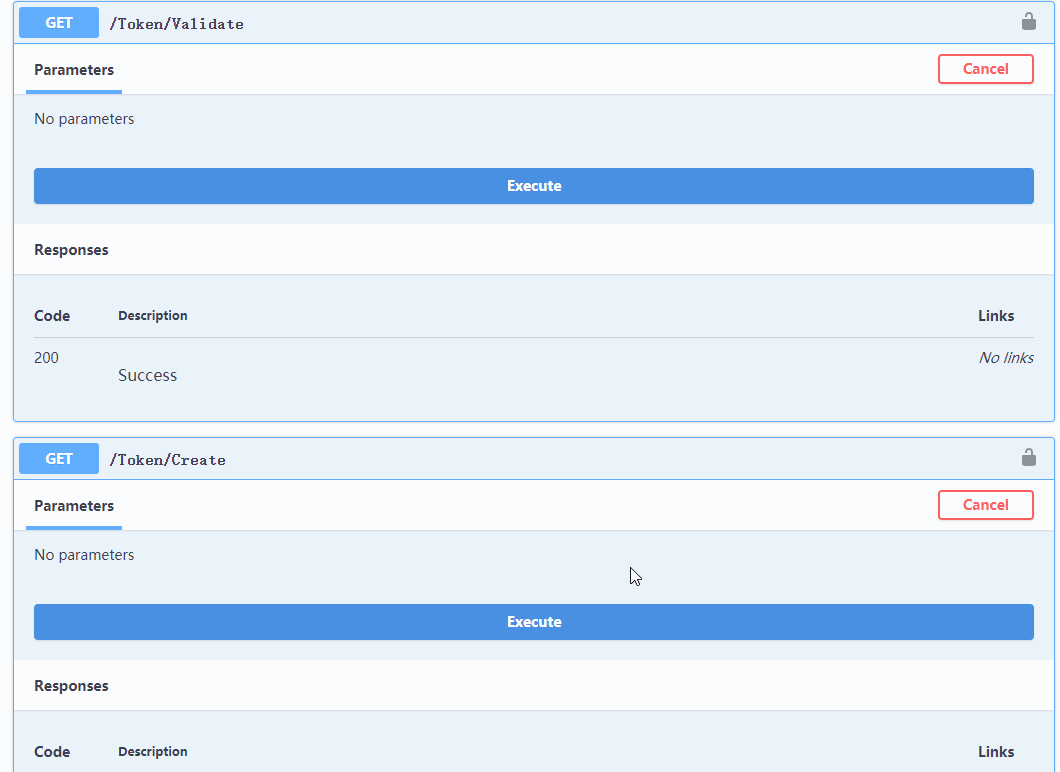 GET /Token/Validate
Parameters Cancel
No parameters
Execute
Responses
Code Description Links
200 No links
Success
GET /Token/Create
Parameters Cancel
No parameters
Execute
Responses
Code Description Links